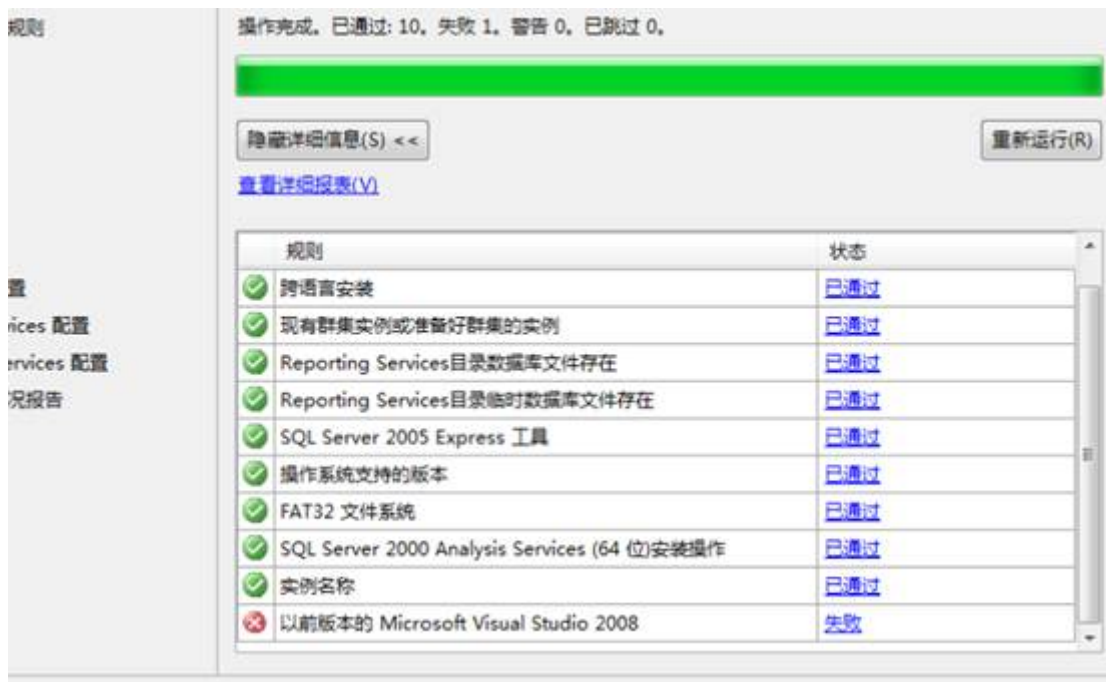 规则
操作完成。已通过: 10。失败 1。警告 0。已跳过 0。
隐藏详细信息(S) <<
重新运行(R)
查看详细报表(V)
规则 状态
跨语言安装 已通过
置
现有群集实例或准备好群集的实例 已通过
ices 配置
Reporting Services目录数据库文件存在 已通过
ervices 配置
Reporting Services目录临时数据库文件存在 已通过
况报告
SQL Server 2005 Express 工具 已通过
操作系统支持的版本 已通过
FAT32 文件系统 已通过
SQL Server 2000 Analysis Services (64 位)安装操作 已通过
实例名称 已通过
以前版本的 Microsoft Visual Studio 2008 失败